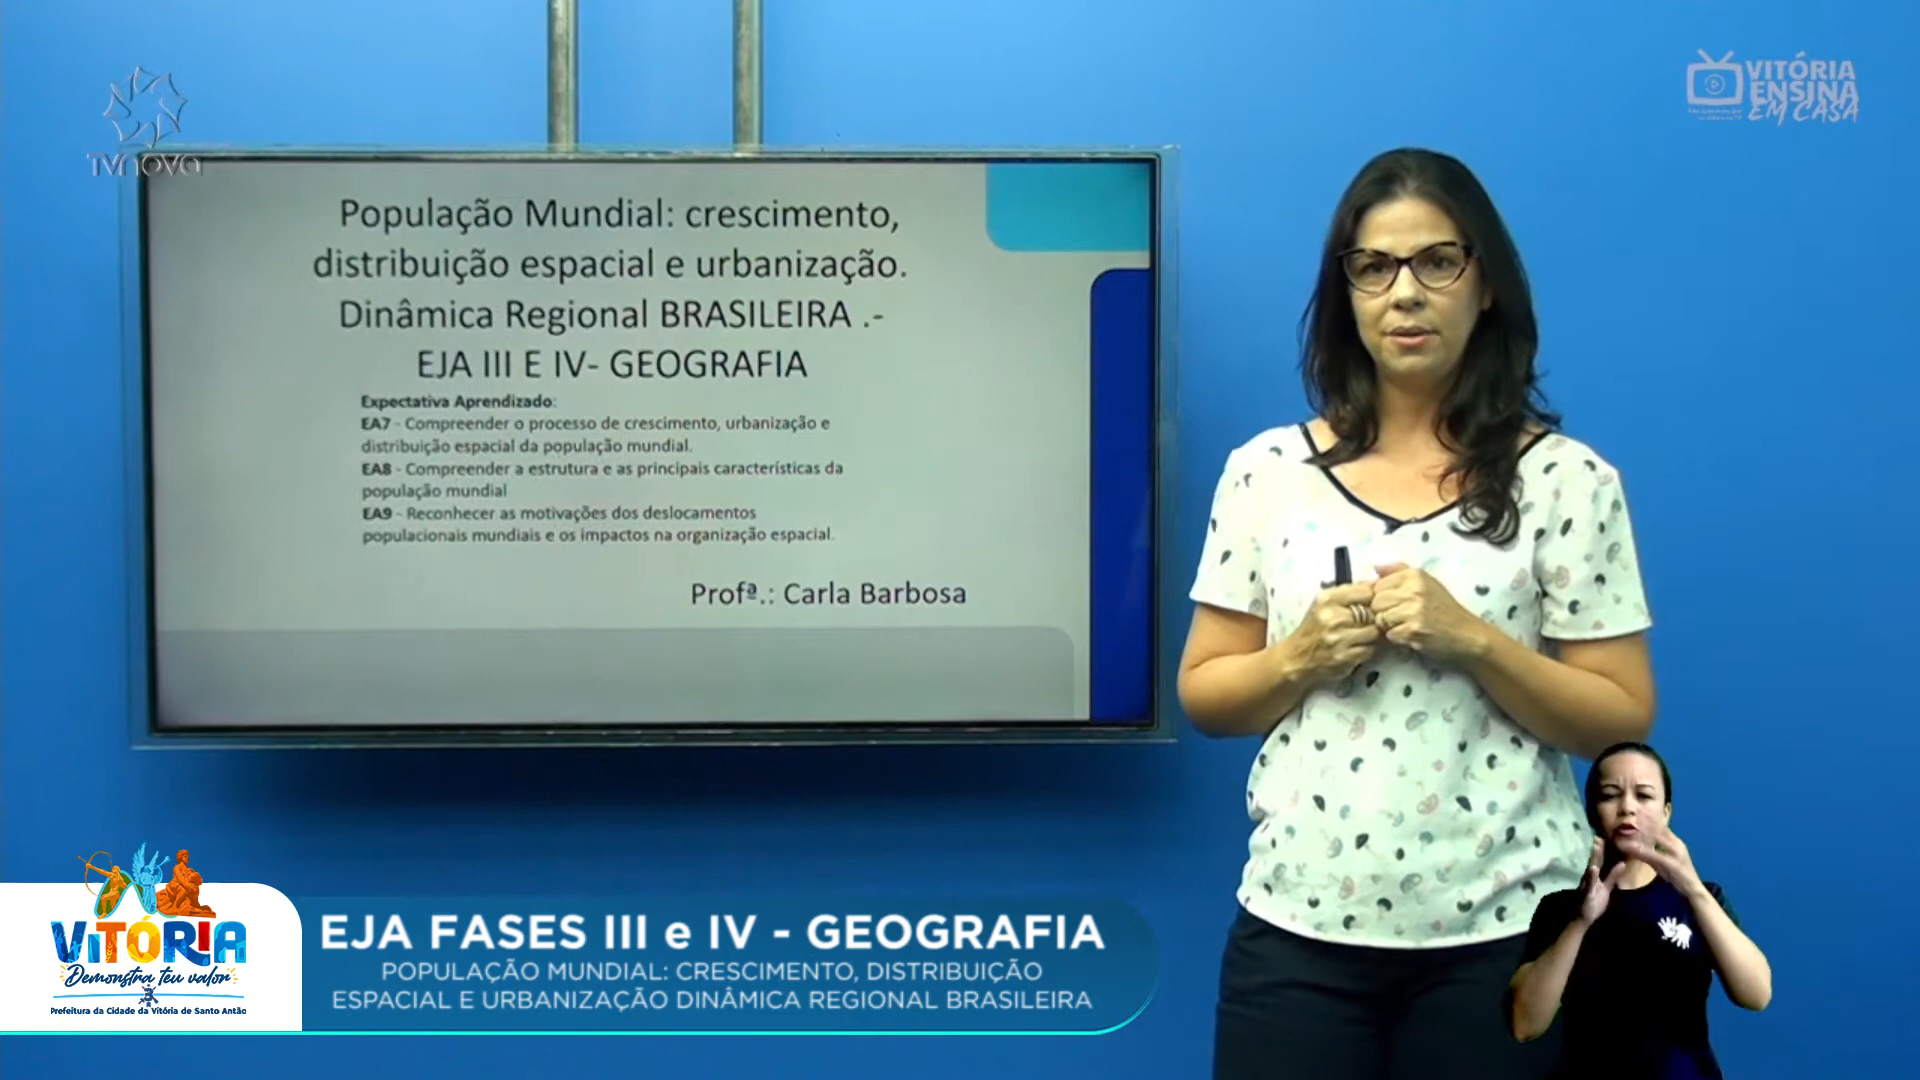 TVNOVA
VITÓRIA
ENSINA
EM CASA
População Mundial: crescimento,
distribuição espacial e urbanização.
Dinâmica Regional BRASILEIRA .-
EJA III E IV- GEOGRAFIA
Expectativa Aprendizado:
EA7 - Compreender o processo de crescimento, urbanização e
distribuição espacial da população mundial.
EA8 - Compreender a estrutura e as principais características da
população mundial
EA9 - Reconhecer as motivações dos deslocamentos
populacionais mundiais e os impactos na organização espacial.
Profª.: Carla Barbosa
VITÓRIA
Demonstra teu valor
Prefeitura da Cidade da Vitória de Santo Antão
EJA FASES III e IV - GEOGRAFIA
POPULAÇÃO MUNDIAL: CRESCIMENTO, DISTRIBUIÇÃO
ESPACIAL E URBANIZAÇÃO DINÂMICA REGIONAL BRASILEIRA